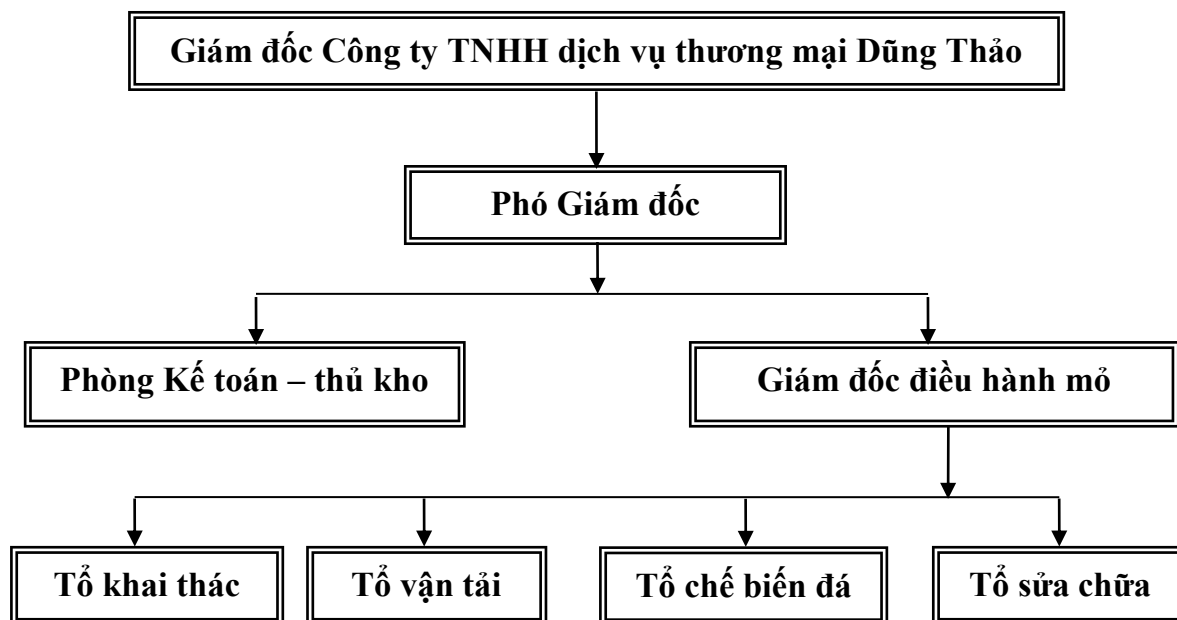 Giám đốc Công ty TNHH dịch vụ thương mại Dũng Thảo
Phó Giám đốc
Phòng Kế toán – thủ kho
Giám đốc điều hành mỏ
Tổ khai thác
Tổ vận tải
Tổ chế biến đá
Tổ sửa chữa